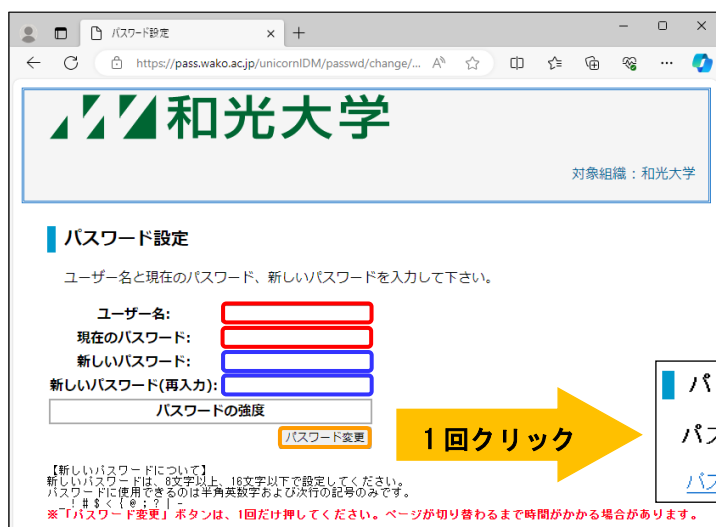 パスワード設定
https://pass.wako.ac.jp/unicornIDM/passwd/change/...
和光大学
対象組織：和光大学
パスワード設定
ユーザー名と現在のパスワード、新しいパスワードを入力して下さい。
ユーザー名:
現在のパスワード:
新しいパスワード:
新しいパスワード(再入力):
パスワードの強度
パスワード変更
1回クリック
パ
パス
パス
【新しいパスワードについて】
新しいパスワードは、8文字以上、16文字以下で設定してください。
パスワードに使用できるのは半角英数字および次行の記号のみです。
_ ! # $ < { @ : ? | -
※「パスワード変更」ボタンは、1回だけ押してください。ページが切り替わるまで時間がかかる場合があります。